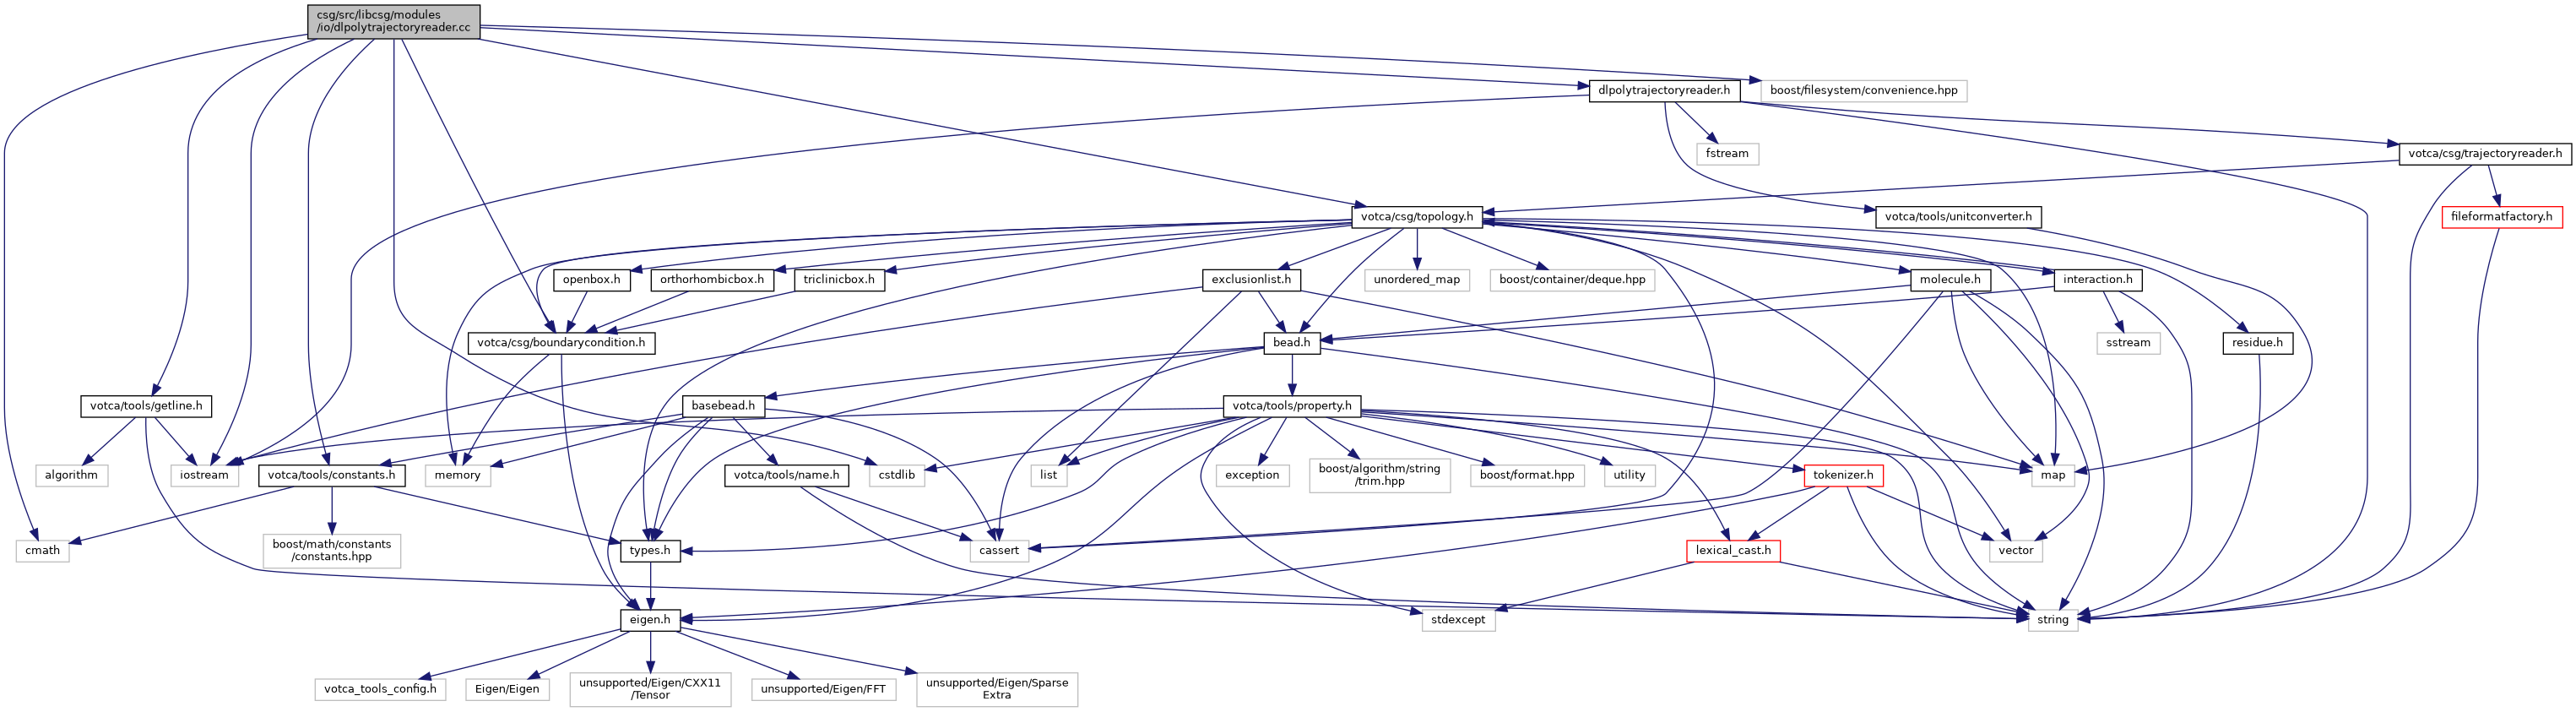 csg/src/libcsg/modules
/io/dlpolytrajectoryreader.cc
dlpolytrajectoryreader.h
boost/filesystem/convenience.hpp
fstream
votca/csg/trajectoryreader.h
votca/csg/topology.h
votca/tools/unitconverter.h
fileformatfactory.h
openbox.h
orthorhombicbox.h
triclinicbox.h
exclusionlist.h
unordered_map
boost/container/deque.hpp
molecule.h
interaction.h
votca/csg/boundarycondition.h
bead.h
sstream
residue.h
votca/tools/getline.h
basebead.h
votca/tools/property.h
algorithm
iostream
votca/tools/constants.h
memory
votca/tools/name.h
cstdlib
list
exception
boost/algorithm/string
/trim.hpp
boost/format.hpp
utility
tokenizer.h
map
cmath
boost/math/constants
/constants.hpp
types.h
cassert
lexical_cast.h
vector
eigen.h
stdexcept
string
votca_tools_config.h
Eigen/Eigen
unsupported/Eigen/CXX11
/Tensor
unsupported/Eigen/FFT
unsupported/Eigen/Sparse
Extra